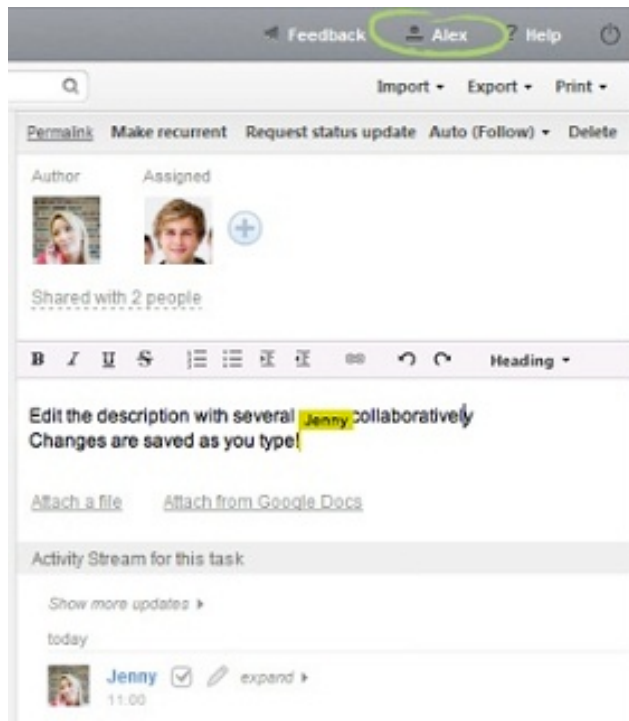 Feedback Alex ? Help
Import Export Print
Permalink Make recurrent Request status update Auto (Follow) Delete
Author Assigned
Shared with 2 people
B I U S Heading
Edit the description with several Jenny collaboratively
Changes are saved as you type!
Attach a file Attach from Google Docs
Activity Stream for this task
Show more updates
today
Jenny expand
11:00